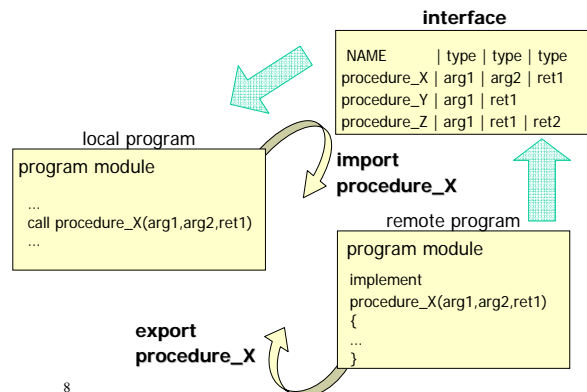 interface
NAME | type | type | type
procedure_X | arg1 | arg2 | ret1
procedure_Y | arg1 | ret1
procedure_Z | arg1 | ret1 | ret2
local program
program module
...
call procedure_X(arg1,arg2,ret1)
...
import
procedure_X
remote program
program module
implement
procedure_X(arg1,arg2,ret1)
{
...
}
export
procedure_X
8